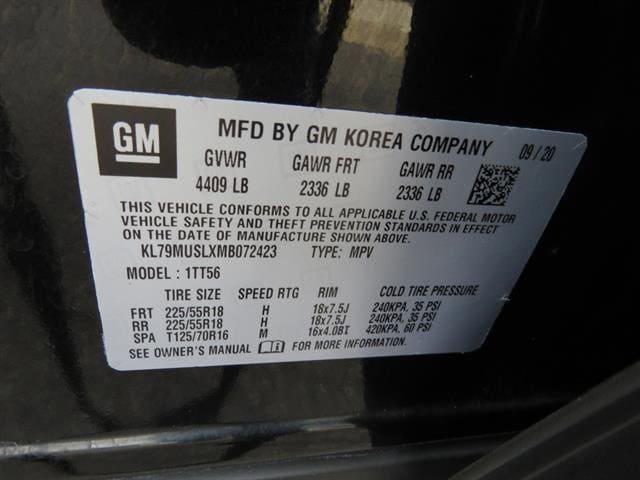 GM
MFD BY GM KOREA COMPANY 09/20
GVWR GAWR FRT GAWR RR
4409 LB 2336 LB 2336 LB
THIS VEHICLE CONFORMS TO ALL APPLICABLE U.S. FEDERAL MOTOR
VEHICLE SAFETY AND THEFT PREVENTION STANDARDS IN EFFECT
ON THE DATE OF MANUFACTURE SHOWN ABOVE.
KL79MUSLXMB072423 TYPE: MPV
MODEL : 1TT56
TIRE SIZE SPEED RTG RIM COLD TIRE PRESSURE
FRT 225/55R18 H 18x7.5J 240KPA, 35 PSI
RR 225/55R18 H 18x7.5J 240KPA, 35 PSI
SPA T125/70R16 M 16x4.0BT 420KPA, 60 PSI
SEE OWNER'S MANUAL FOR MORE INFORMATION.